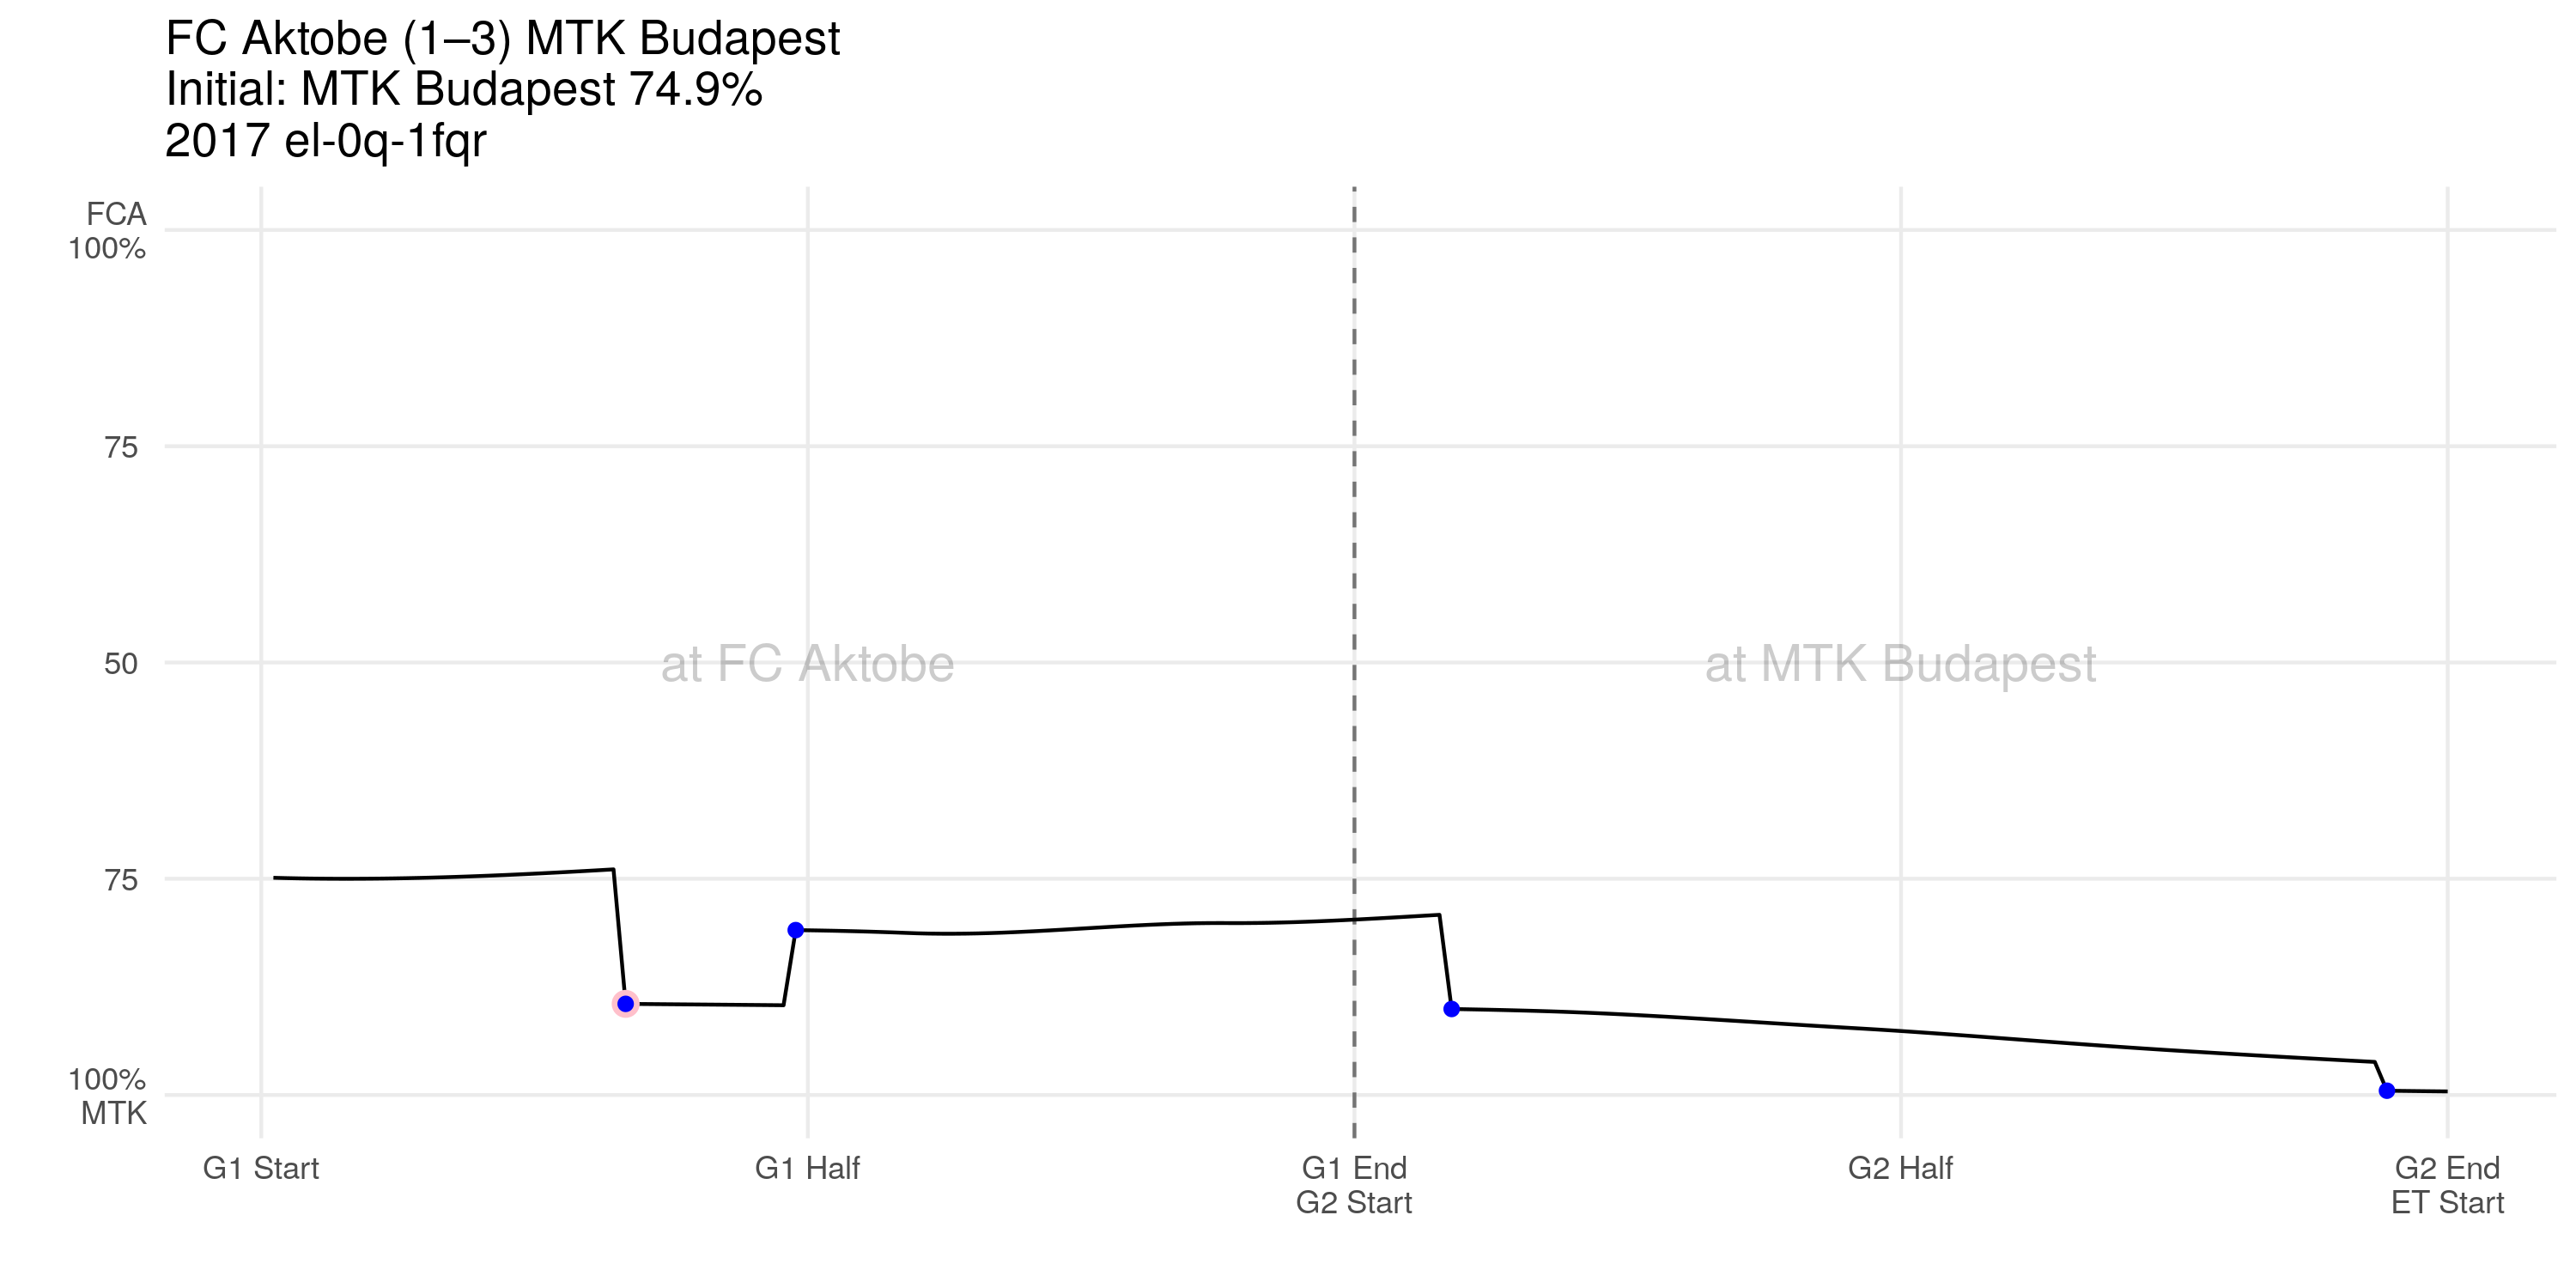 FC Aktobe (1–3) MTK Budapest
Initial: MTK Budapest 74.9%
2017 el-0q-1fqr
FCA
100%
75
50
75
100%
MTK
at FC Aktobe
at MTK Budapest
G1 Start
G1 Half
G1 End
G2 Start
G2 Half
G2 End
ET Start